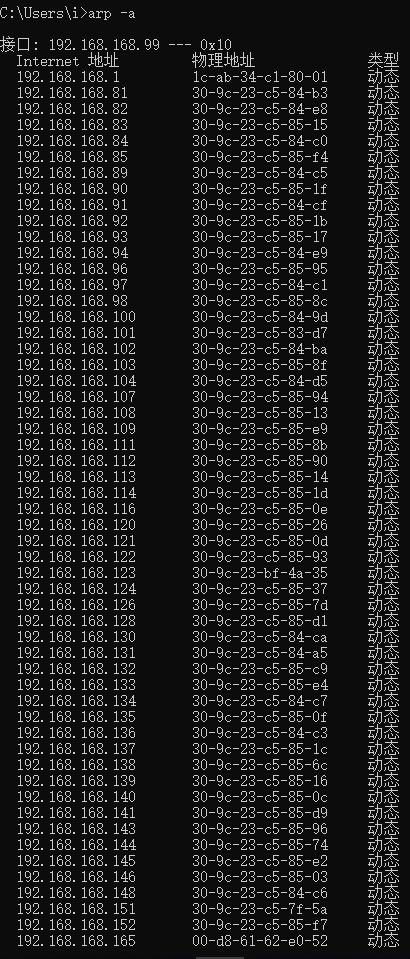 C:\Users\i>arp -a
接口: 192.168.168.99 --- 0x10
Internet 地址 物理地址 类型
192.168.168.1 1c-ab-34-c1-80-01 动态
192.168.168.81 30-9c-23-c5-84-b3 动态
192.168.168.82 30-9c-23-c5-84-e8 动态
192.168.168.83 30-9c-23-c5-85-15 动态
192.168.168.84 30-9c-23-c5-84-c0 动态
192.168.168.85 30-9c-23-c5-85-f4 动态
192.168.168.89 30-9c-23-c5-84-c5 动态
192.168.168.90 30-9c-23-c5-85-1f 动态
192.168.168.91 30-9c-23-c5-84-cf 动态
192.168.168.92 30-9c-23-c5-85-1b 动态
192.168.168.93 30-9c-23-c5-85-17 动态
192.168.168.94 30-9c-23-c5-84-e9 动态
192.168.168.96 30-9c-23-c5-85-95 动态
192.168.168.97 30-9c-23-c5-84-c1 动态
192.168.168.98 30-9c-23-c5-85-8c 动态
192.168.168.100 30-9c-23-c5-84-9d 动态
192.168.168.101 30-9c-23-c5-83-d7 动态
192.168.168.102 30-9c-23-c5-84-ba 动态
192.168.168.103 30-9c-23-c5-85-8f 动态
192.168.168.104 30-9c-23-c5-84-d5 动态
192.168.168.107 30-9c-23-c5-85-94 动态
192.168.168.108 30-9c-23-c5-85-13 动态
192.168.168.109 30-9c-23-c5-85-e9 动态
192.168.168.111 30-9c-23-c5-85-8b 动态
192.168.168.112 30-9c-23-c5-85-90 动态
192.168.168.113 30-9c-23-c5-85-14 动态
192.168.168.114 30-9c-23-c5-85-1d 动态
192.168.168.116 30-9c-23-c5-85-0e 动态
192.168.168.120 30-9c-23-c5-85-26 动态
192.168.168.121 30-9c-23-c5-85-0d 动态
192.168.168.122 30-9c-23-c5-85-93 动态
192.168.168.123 30-9c-23-bf-4a-35 动态
192.168.168.124 30-9c-23-c5-85-37 动态
192.168.168.126 30-9c-23-c5-85-7d 动态
192.168.168.128 30-9c-23-c5-85-d1 动态
192.168.168.130 30-9c-23-c5-84-ca 动态
192.168.168.131 30-9c-23-c5-84-a5 动态
192.168.168.132 30-9c-23-c5-85-c9 动态
192.168.168.133 30-9c-23-c5-85-e4 动态
192.168.168.134 30-9c-23-c5-84-c7 动态
192.168.168.135 30-9c-23-c5-85-0f 动态
192.168.168.136 30-9c-23-c5-84-c3 动态
192.168.168.137 30-9c-23-c5-85-1c 动态
192.168.168.138 30-9c-23-c5-85-6c 动态
192.168.168.139 30-9c-23-c5-85-16 动态
192.168.168.140 30-9c-23-c5-85-0c 动态
192.168.168.141 30-9c-23-c5-85-d9 动态
192.168.168.143 30-9c-23-c5-85-96 动态
192.168.168.144 30-9c-23-c5-85-74 动态
192.168.168.145 30-9c-23-c5-85-e2 动态
192.168.168.146 30-9c-23-c5-85-03 动态
192.168.168.148 30-9c-23-c5-84-c6 动态
192.168.168.151 30-9c-23-c5-7f-5a 动态
192.168.168.152 30-9c-23-c5-85-f7 动态
192.168.168.165 00-d8-61-62-e0-52 动态